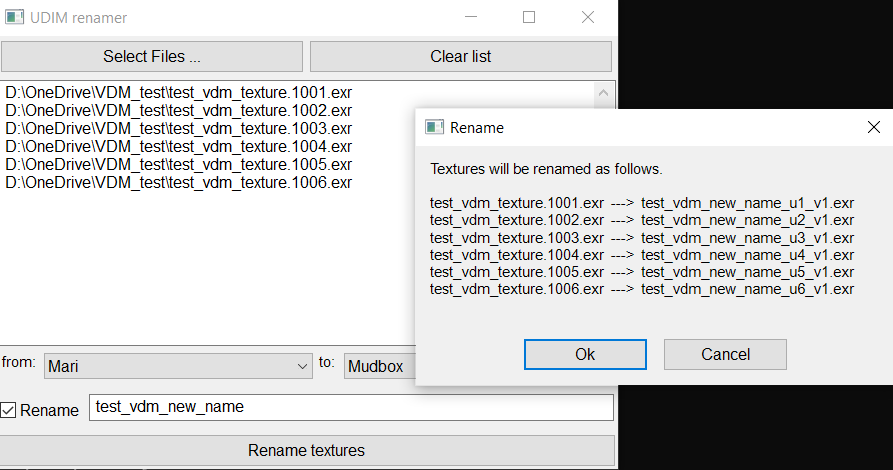 UDIM renamer
Select Files ...
Clear list
D:\OneDrive\VDM_test\test_vdm_texture.1001.exr
D:\OneDrive\VDM_test\test_vdm_texture.1002.exr
D:\OneDrive\VDM_test\test_vdm_texture.1003.exr
D:\OneDrive\VDM_test\test_vdm_texture.1004.exr
D:\OneDrive\VDM_test\test_vdm_texture.1005.exr
D:\OneDrive\VDM_test\test_vdm_texture.1006.exr
Rename
Textures will be renamed as follows.
test_vdm_texture.1001.exr ---> test_vdm_new_name_u1_v1.exr
test_vdm_texture.1002.exr ---> test_vdm_new_name_u2_v1.exr
test_vdm_texture.1003.exr ---> test_vdm_new_name_u3_v1.exr
test_vdm_texture.1004.exr ---> test_vdm_new_name_u4_v1.exr
test_vdm_texture.1005.exr ---> test_vdm_new_name_u5_v1.exr
test_vdm_texture.1006.exr ---> test_vdm_new_name_u6_v1.exr
Ok
Cancel
from: Mari to: Mudbox
Rename test_vdm_new_name
Rename textures